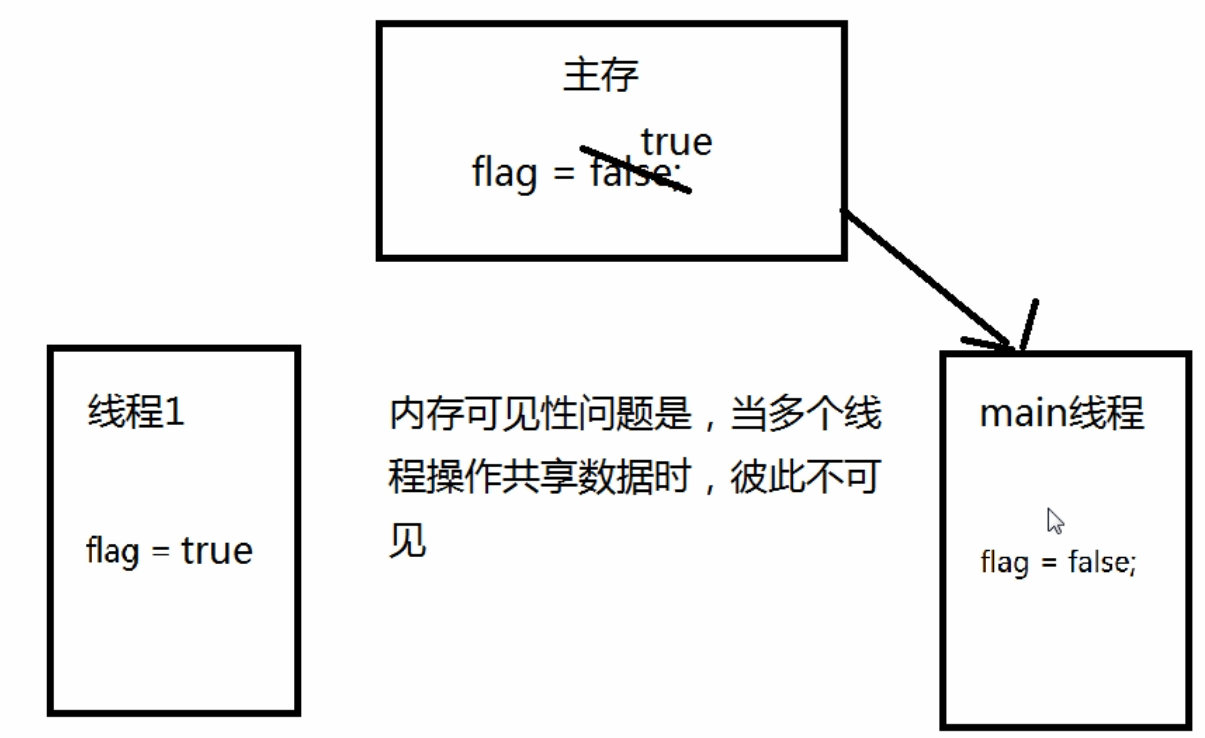 主存
true
flag = false;
线程1
flag = true
内存可见性问题是，当多个线
程操作共享数据时，彼此不可
见
main线程
flag = false;